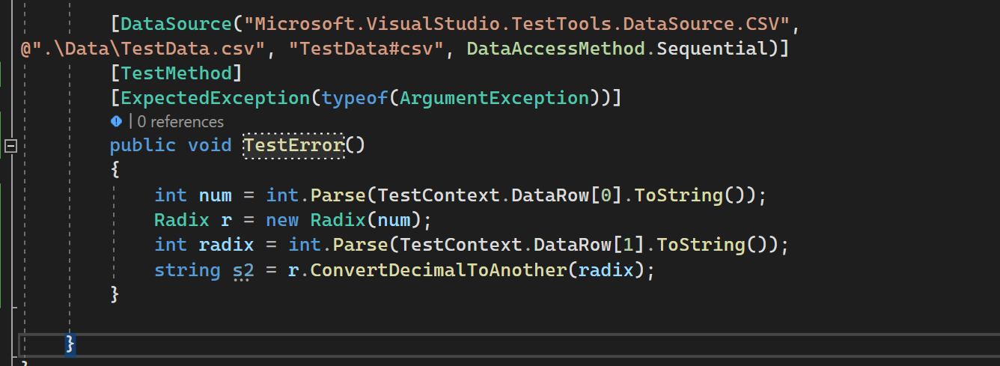 [DataSource("Microsoft.VisualStudio.TestTools.DataSource.CSV",
@".\Data\TestData.csv", "TestData#csv", DataAccessMethod.Sequential)]
[TestMethod]
[ExpectedException(typeof(ArgumentException))]
| 0 references
public void TestError()
{
int num = int.Parse(TestContext.DataRow[0].ToString());
Radix r = new Radix(num);
int radix = int.Parse(TestContext.DataRow[1].ToString());
string s2 = r.ConvertDecimalToAnother(radix);
}
}
}